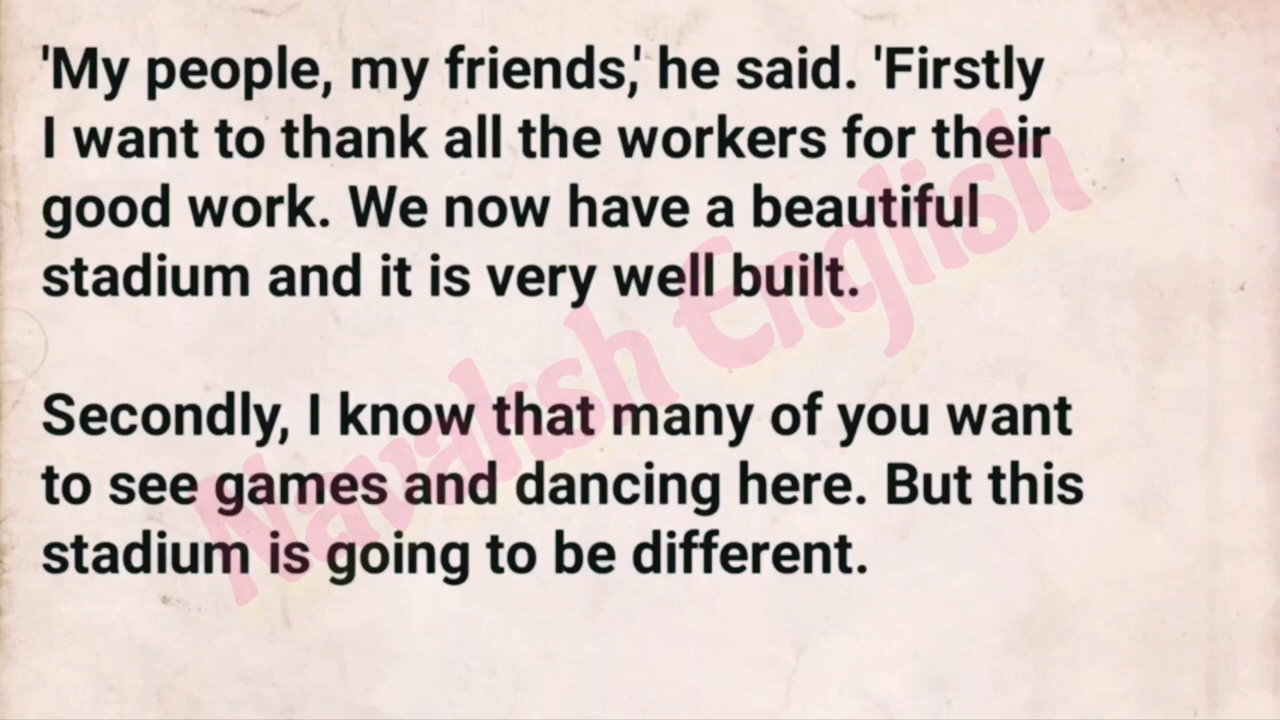 'My people, my friends,' he said. 'Firstly
I want to thank all the workers for their
good work. We now have a beautiful
stadium and it is very well built.
Secondly, I know that many of you want
to see games and dancing here. But this
stadium is going to be different.
Navaksh English